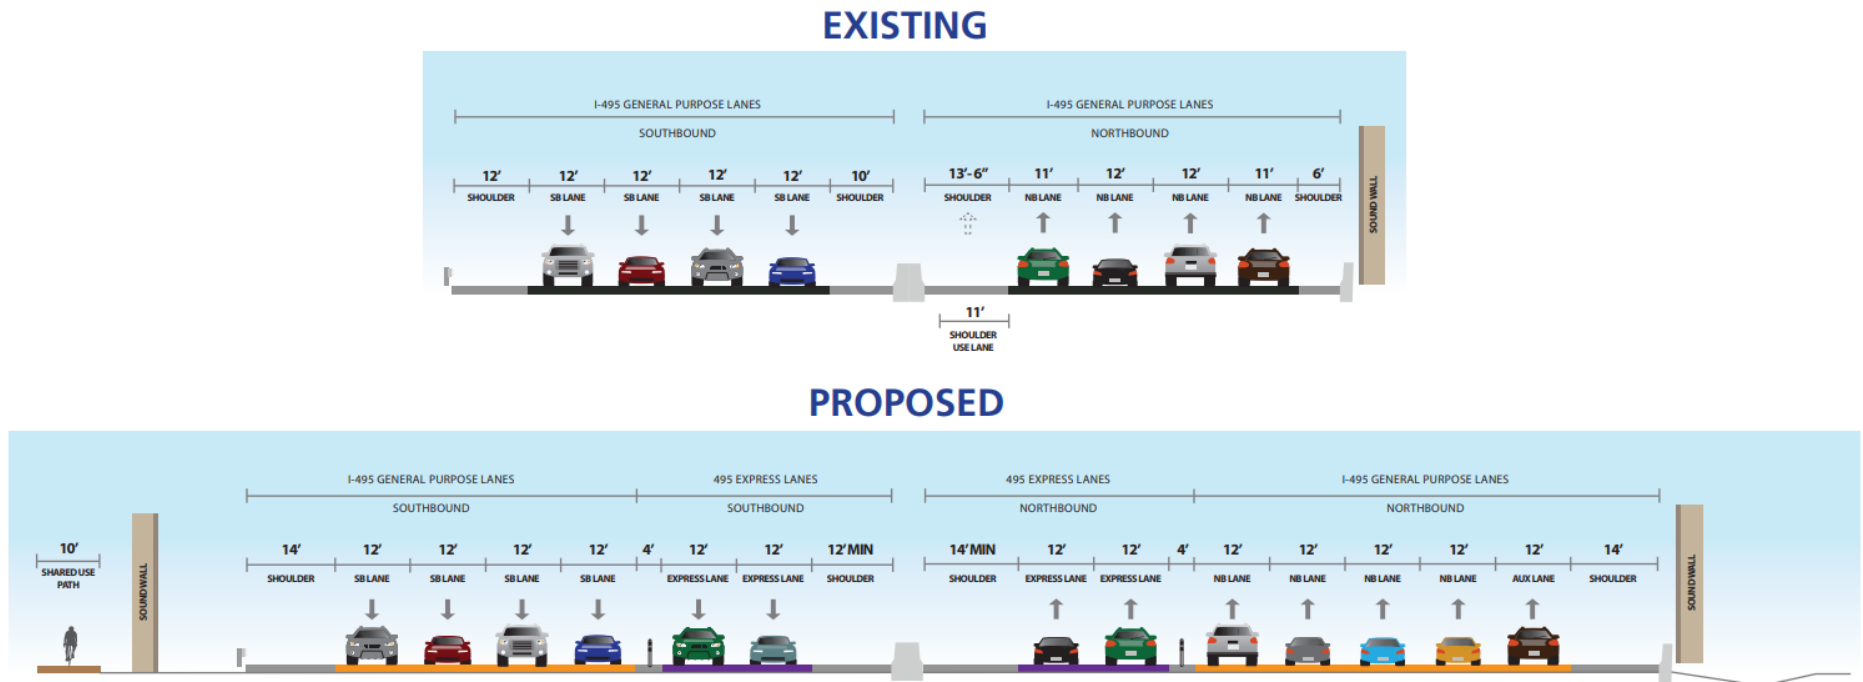 EXISTING
I-495 GENERAL PURPOSE LANES I-495 GENERAL PURPOSE LANES
SOUTHBOUND NORTHBOUND
12' 12' 12' 12' 12' 10' 13'-6" 11' 12' 12' 11' 6'
SHOULDER SB LANE SB LANE SB LANE SB LANE SHOULDER SHOULDER NB LANE NB LANE NB LANE NB LANE SHOULDER
SOUND WALL
11'
SHOULDER
USE LANE
PROPOSED
I-495 GENERAL PURPOSE LANES 495 EXPRESS LANES 495 EXPRESS LANES I-495 GENERAL PURPOSE LANES
SOUTHBOUND SOUTHBOUND NORTHBOUND NORTHBOUND
10' 14' 12' 12' 12' 12' 4' 12' 12' 12' MIN 14' MIN 12' 12' 4' 12' 12' 12' 12' 12' 14'
SHARED USE
PATH
SHOULDER SB LANE SB LANE SB LANE SB LANE EXPRESS LANE EXPRESS LANE SHOULDER SHOULDER EXPRESS LANE EXPRESS LANE NB LANE NB LANE NB LANE NB LANE AUX LANE SHOULDER
SOUND WALL
SOUND WALL